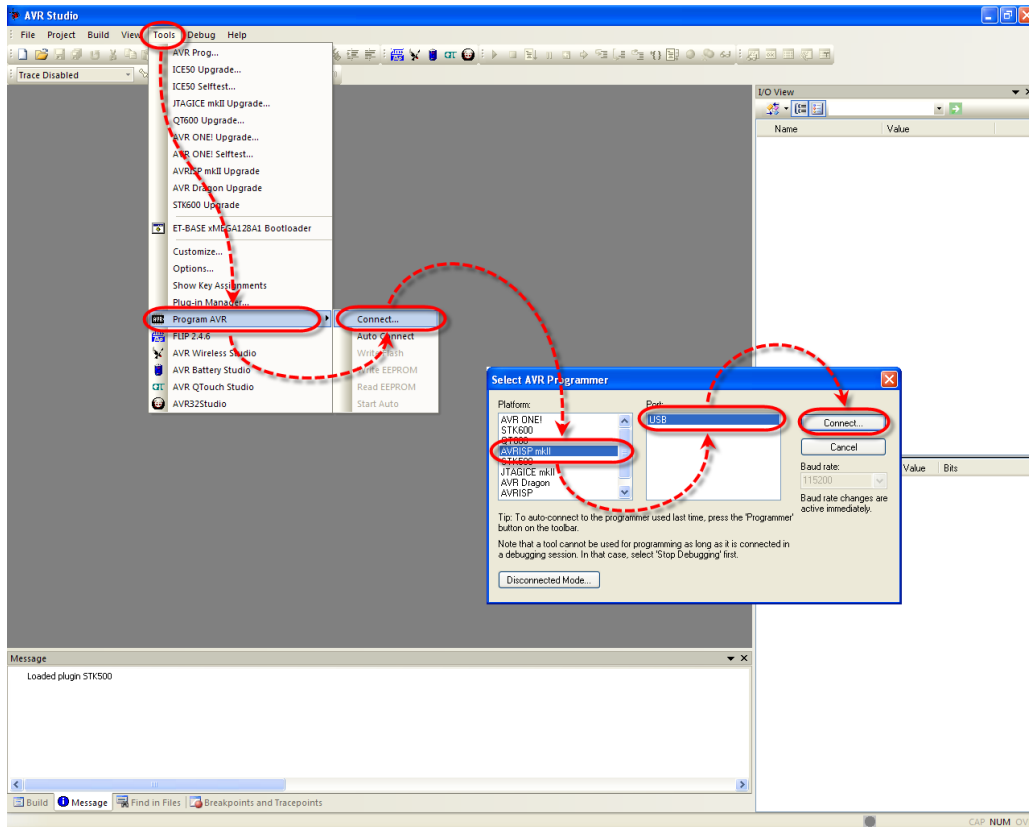 AVR Studio
File Project Build View Tools Debug Help
Trace Disabled
AVR Prog...
ICE50 Upgrade...
ICE50 Selftest...
JTAGICE mkII Upgrade...
QT600 Upgrade...
AVR ONE! Upgrade...
AVR ONE! Selftest...
AVRISP mkII Upgrade
AVR Dragon Upgrade
STK600 Upgrade
ET-BASE xMEGA128A1 Bootloader
Customize...
Options...
Show Key Assignments
Plug-in Manager...
AVR Program AVR
FLIP 2.4.6
AVR Wireless Studio
AVR Battery Studio
QT AVR QTouch Studio
AVR32Studio
Connect...
Auto Connect
Write Flash
Write EEPROM
Read EEPROM
Start Auto
I/O View
Name Value
Value Bits
Select AVR Programmer
Platform:
AVR ONE!
STK600
QT600
AVRISP mkII
STK500
JTAGICE mkII
AVR Dragon
AVRISP
Port:
USB
Connect...
Cancel
Baud rate:
115200
Baud rate changes are
active immediately.
Tip: To auto-connect to the programmer used last time, press the 'Programmer'
button on the toolbar.
Note that a tool cannot be used for programming as long as it is connected in
a debugging session. In that case, select 'Stop Debugging' first.
Disconnected Mode...
Message
Loaded plugin STK500
Build Message Find in Files Breakpoints and Tracepoints
CAP NUM OV